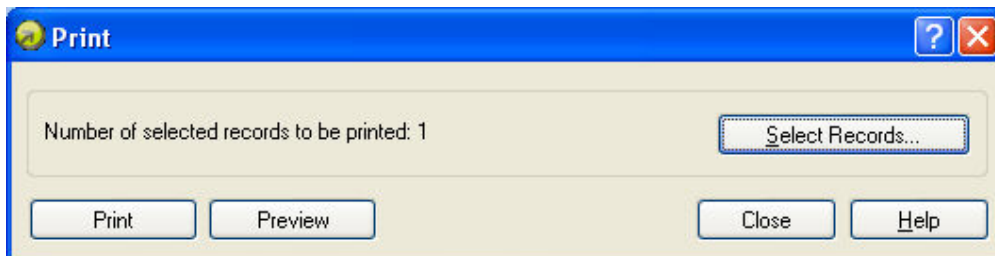 Print
?
Number of selected records to be printed: 1
Select Records...
Print Preview Close Help